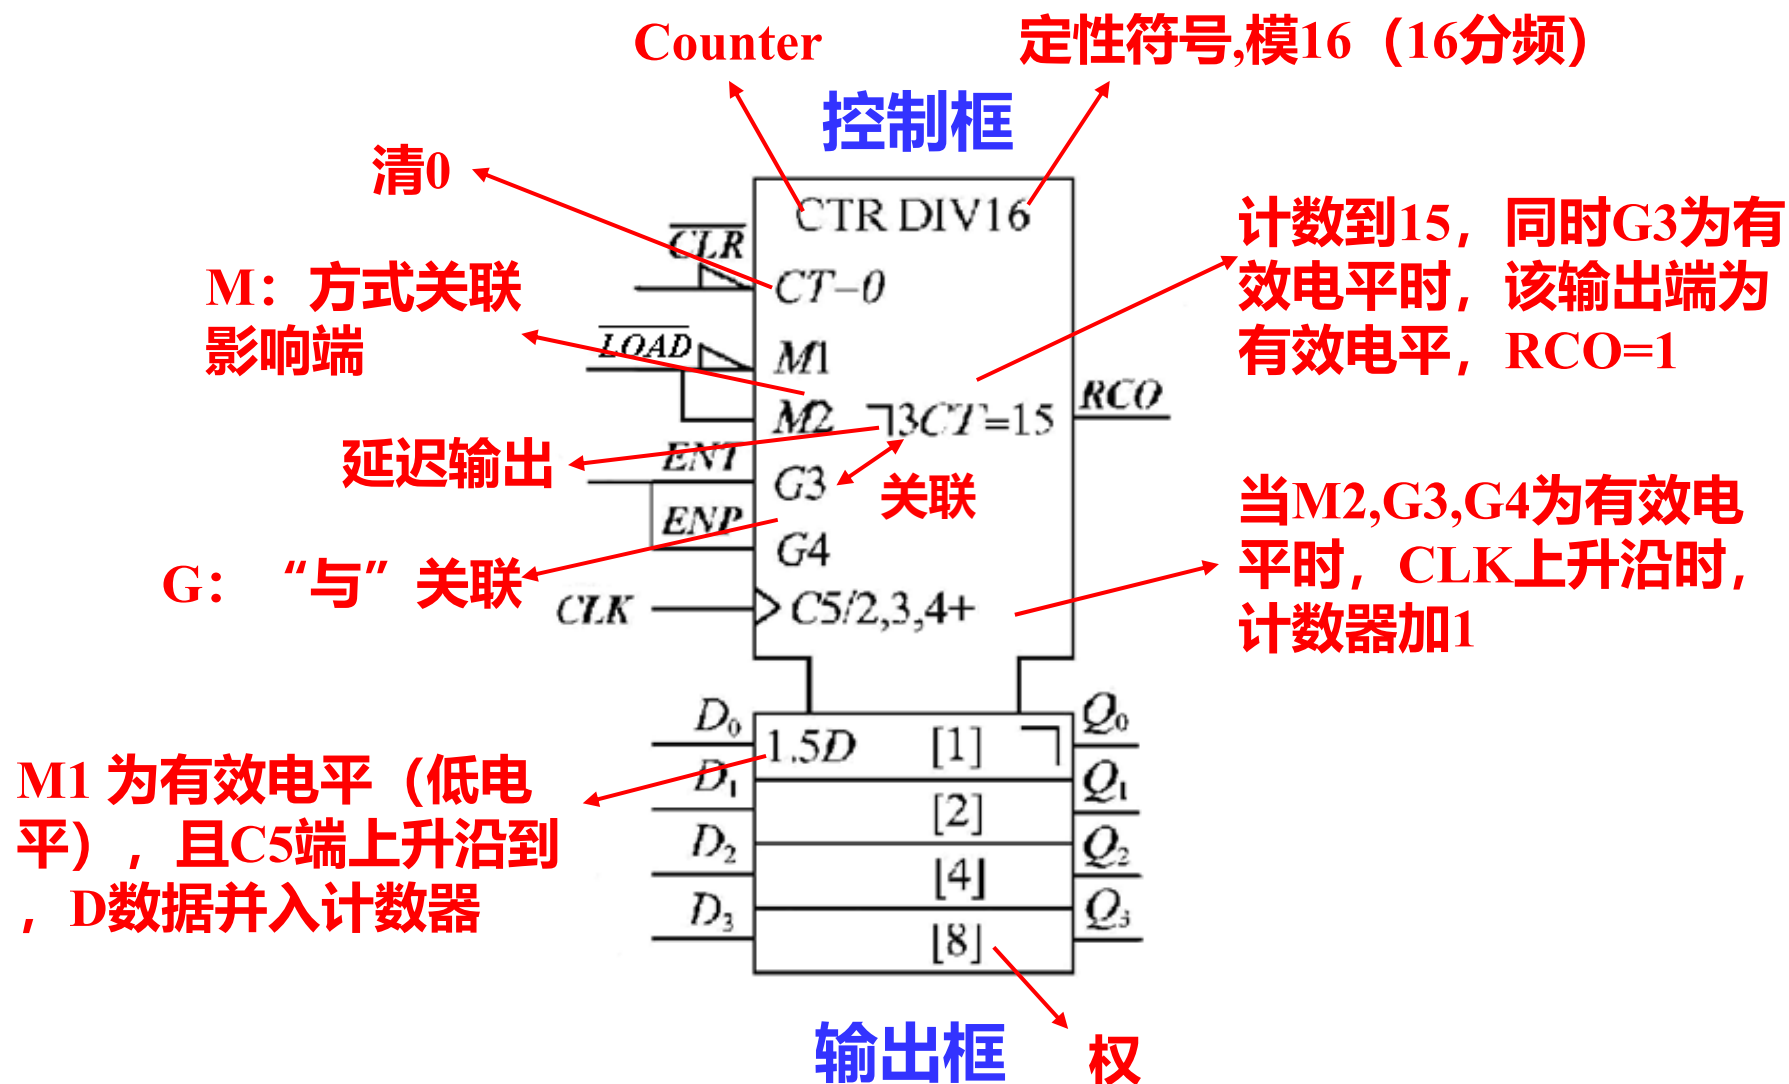 Counter
定性符号,模16（16分频）
控制框
清0
CTR DIV16
CLR
CT−0
M：方式关联
影响端
计数到15，同时G3为有
效电平时，该输出端为
有效电平，RCO=1
LOAD
M1
M2
3CT=15
RCO
延迟输出
ENT
G3
关联
ENP
G4
当M2,G3,G4为有效电
平时，CLK上升沿时，
计数器加1
G：“与”关联
CLK
C5/2,3,4+
D₀
1.5D
[1]
Q₀
M1 为有效电平（低电
平），且C5端上升沿到
，D数据并入计数器
D₁
[2]
Q₁
D₂
[4]
Q₂
D₃
[8]
Q₃
输出框
权